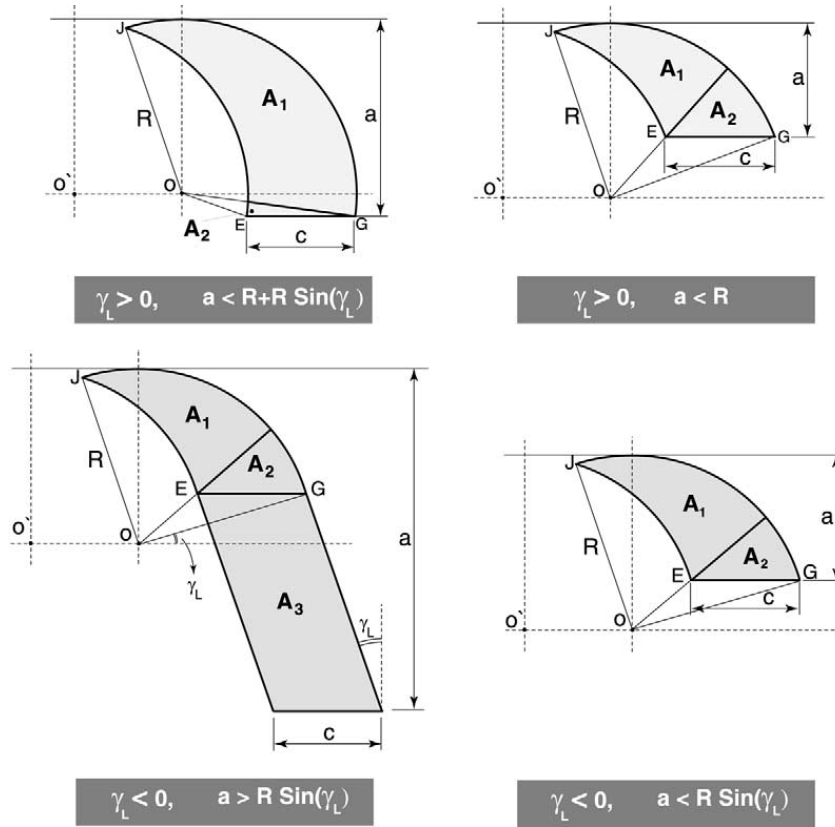 J
A₁
R
a
O`
O
E
G
A₂
c
γL > 0, a < R+R Sin(γL)
J
A₁
a
A₂
R
E
G
c
O`
O
γL > 0, a < R
J
A₁
R
A₂
E
G
O`
O
a
γL
A₃
γL
c
γL < 0, a > R Sin(γL)
J
A₁
a
R
A₂
E
G
c
O`
O
γL < 0, a < R Sin(γL)